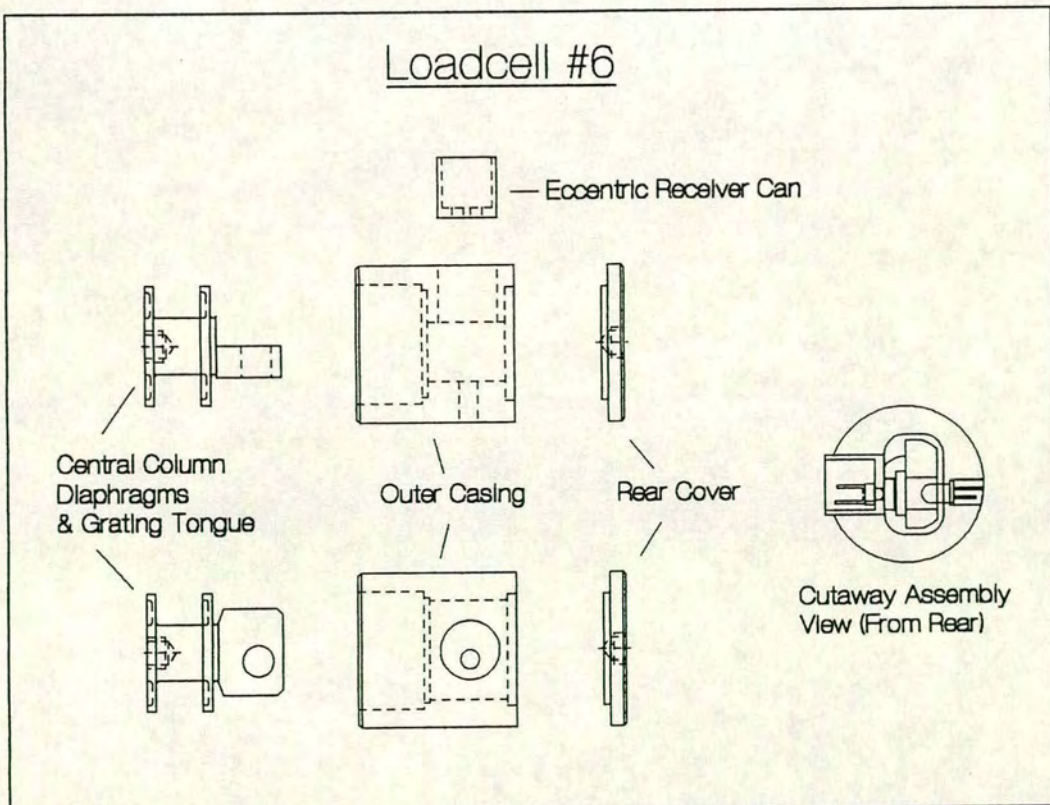 Loadcell #6
Eccentric Receiver Can
Central Column
Diaphragms
& Grating Tongue
Outer Casing
Rear Cover
Cutaway Assembly
View (From Rear)